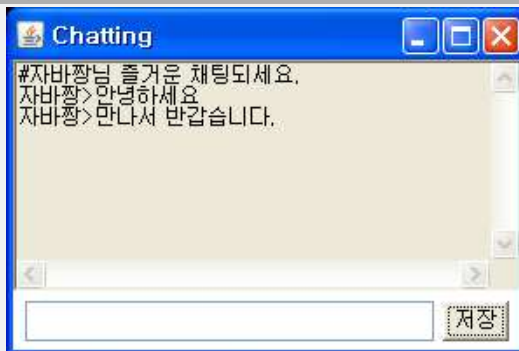 Chatting
#자바짱님 즐거운 채팅되세요.
자바짱>안녕하세요
자바짱>만나서 반갑습니다.
저장